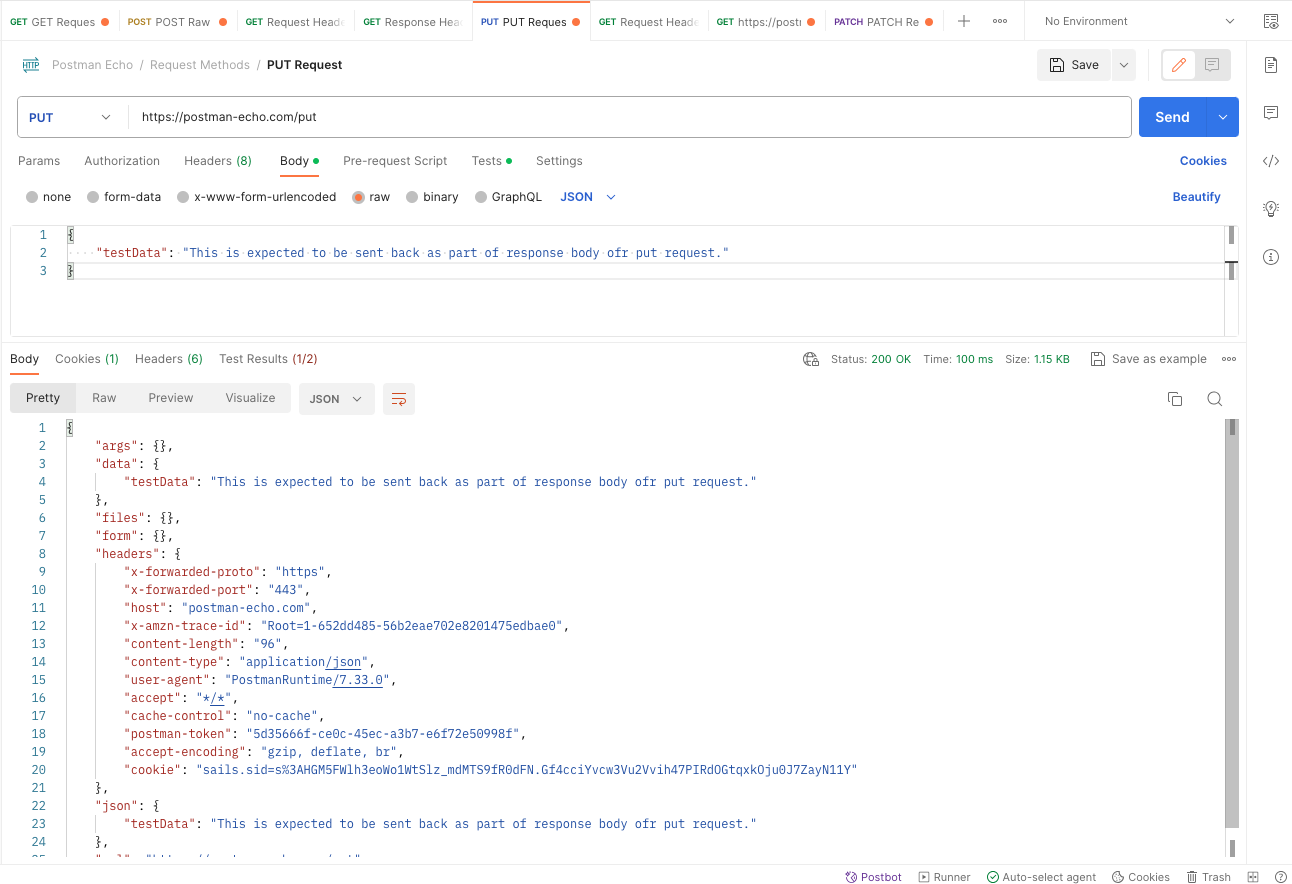 GET GET Reques POST POST Raw GET Request Heade GET Response Hea PUT PUT Reques GET Request Heade GET https://postr PATCH PATCH Re No Environment
HTTP Postman Echo / Request Methods / PUT Request Save
PUT https://postman-echo.com/put Send
Params Authorization Headers (8) Body Pre-request Script Tests Settings Cookies
none form-data x-www-form-urlencoded raw binary GraphQL JSON Beautify
1 {
2 "testData": "This is expected to be sent back as part of response body ofr put request."
3 }
Body Cookies (1) Headers (6) Test Results (1/2) Status: 200 OK Time: 100 ms Size: 1.15 KB Save as example
Pretty Raw Preview Visualize JSON
1 {
2 "args": {},
3 "data": {
4 "testData": "This is expected to be sent back as part of response body ofr put request."
5 },
6 "files": {},
7 "form": {},
8 "headers": {
9 "x-forwarded-proto": "https",
10 "x-forwarded-port": "443",
11 "host": "postman-echo.com",
12 "x-amzn-trace-id": "Root=1-652dd485-56b2eae702e8201475edbae0",
13 "content-length": "96",
14 "content-type": "application/json",
15 "user-agent": "PostmanRuntime/7.33.0",
16 "accept": "*/*",
17 "cache-control": "no-cache",
18 "postman-token": "5d35666f-ce0c-45ec-a3b7-e6f72e50998f",
19 "accept-encoding": "gzip, deflate, br",
20 "cookie": "sails.sid=s%3AHGM5FWlh3eoWo1WtSlz_mdMTS9fR0dFN.Gf4cciYvcw3Vu2Vvih47PIRdOGtqxkOju0J7ZayN11Y"
21 },
22 "json": {
23 "testData": "This is expected to be sent back as part of response body ofr put request."
24 },
Postbot Runner Auto-select agent Cookies Trash